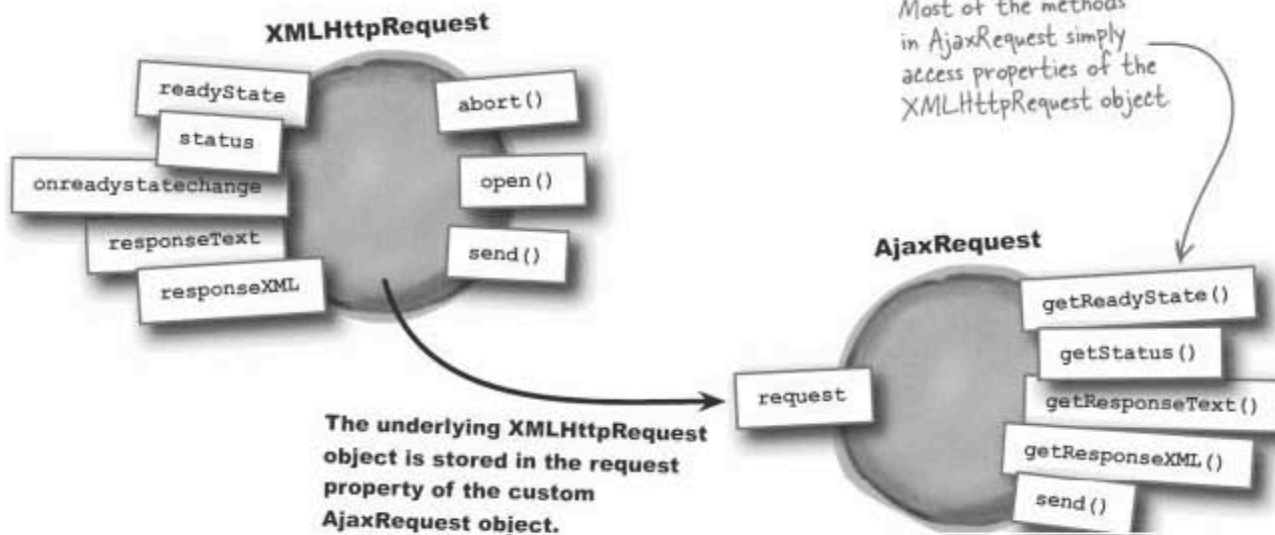 XMLHttpRequest
readyState
status
onreadystatechange
responseText
responseXML
abort()
open()
send()
Most of the methods
in AjaxRequest simply
access properties of the
XMLHttpRequest object
The underlying XMLHttpRequest
object is stored in the request
property of the custom
AjaxRequest object.
AjaxRequest
request
getReadyState()
getStatus()
getResponseText()
getResponseXML()
send()